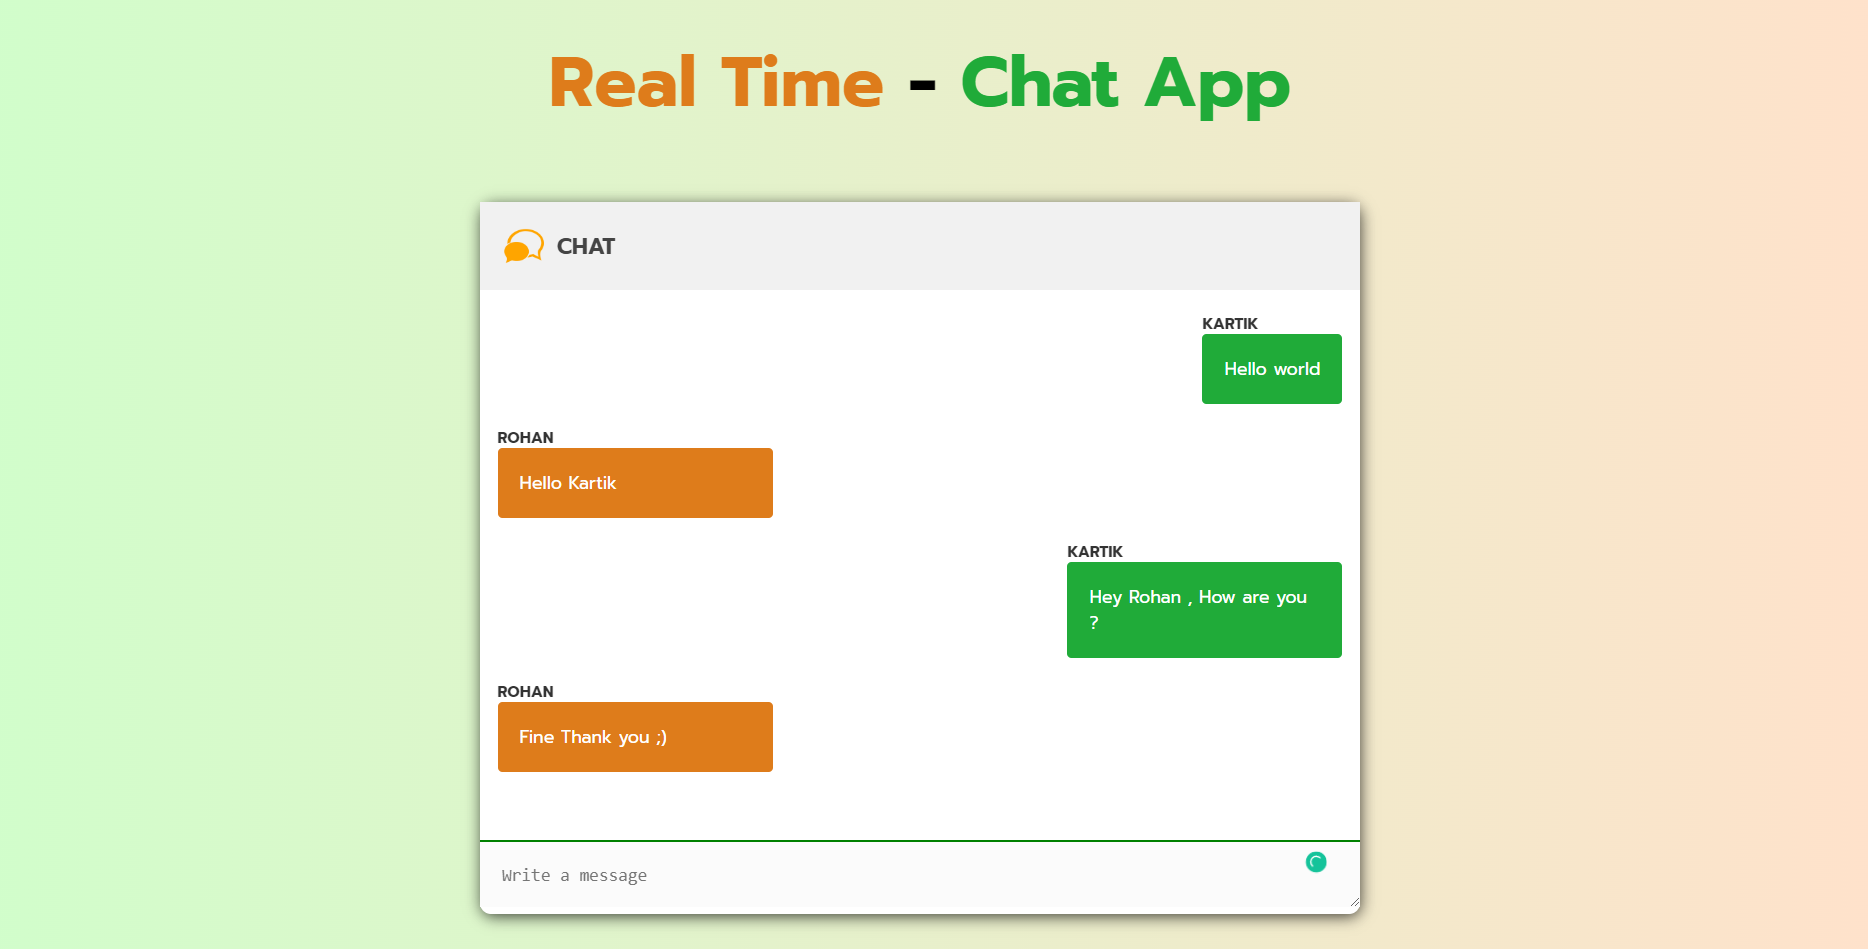 Real Time - Chat App
CHAT
KARTIK
Hello world
ROHAN
Hello Kartik
KARTIK
Hey Rohan , How are you
?
ROHAN
Fine Thank you ;)
Write a message